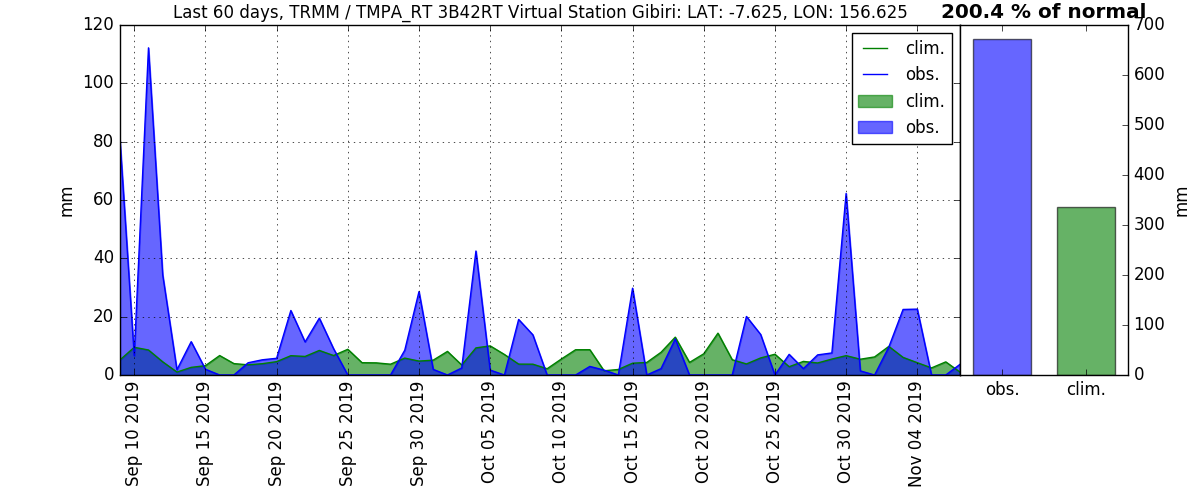 Last 60 days, TRMM / TMPA_RT 3B42RT Virtual Station Gibiri: LAT: -7.625, LON: 156.625
200.4 % of normal
120
100
80
60
40
20
0
mm
clim.
obs.
clim.
obs.
700
600
500
400
300
200
100
0
mm
Sep 10 2019
Sep 15 2019
Sep 20 2019
Sep 25 2019
Sep 30 2019
Oct 05 2019
Oct 10 2019
Oct 15 2019
Oct 20 2019
Oct 25 2019
Oct 30 2019
Nov 04 2019
obs.
clim.